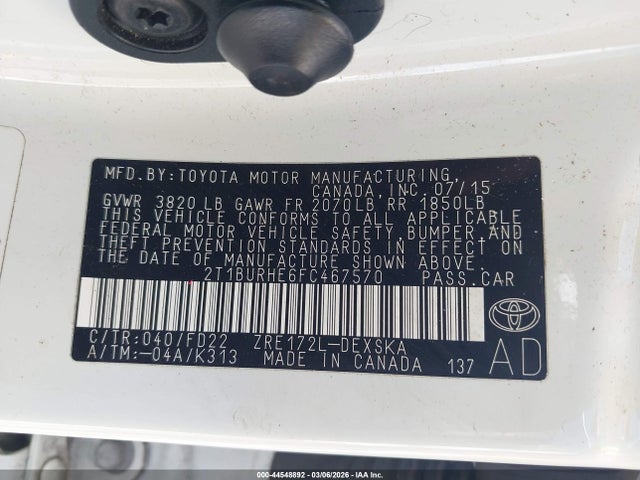 MFD.BY:TOYOTA MOTOR MANUFACTURING,
CANADA INC. 07/15
GVWR 3820LB GAWR FR 2070LB RR 1850LB
THIS VEHICLE CONFORMS TO ALL APPLICABLE
FEDERAL MOTOR VEHICLE SAFETY, BUMPER AND
THEFT PREVENTION STANDARDS IN EFFECT ON
THE DATE OF MANUFACTURE SHOWN ABOVE.
2T1BURHE6FC467570 PASS.CAR
C/TR:040/FD22 ZRE172L-DEXSKA
A/TM:-04A/K313 MADE IN CANADA 137
AD
000-44548892 | 03/06/2026 | IAA Inc.